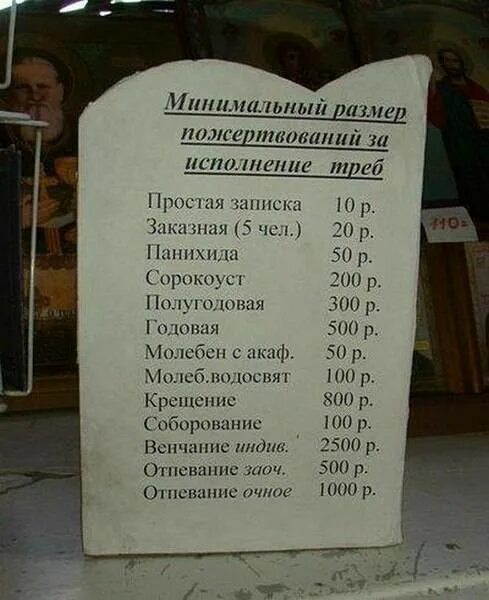 Минимальный размер
пожертвований за
исполнение треб
Простая записка 10 р.
Заказная (5 чел.) 20 р.
Панихида 50 р.
Сорокоуст 200 р.
Полугодовая 300 р.
Годовая 500 р.
Молебен с акаф. 50 р.
Молеб.водосвят 100 р.
Крещение 800 р.
Соборование 100 р.
Венчание индив. 2500 р.
Отпевание заоч. 500 р.
Отпевание очное 1000 р.
110=